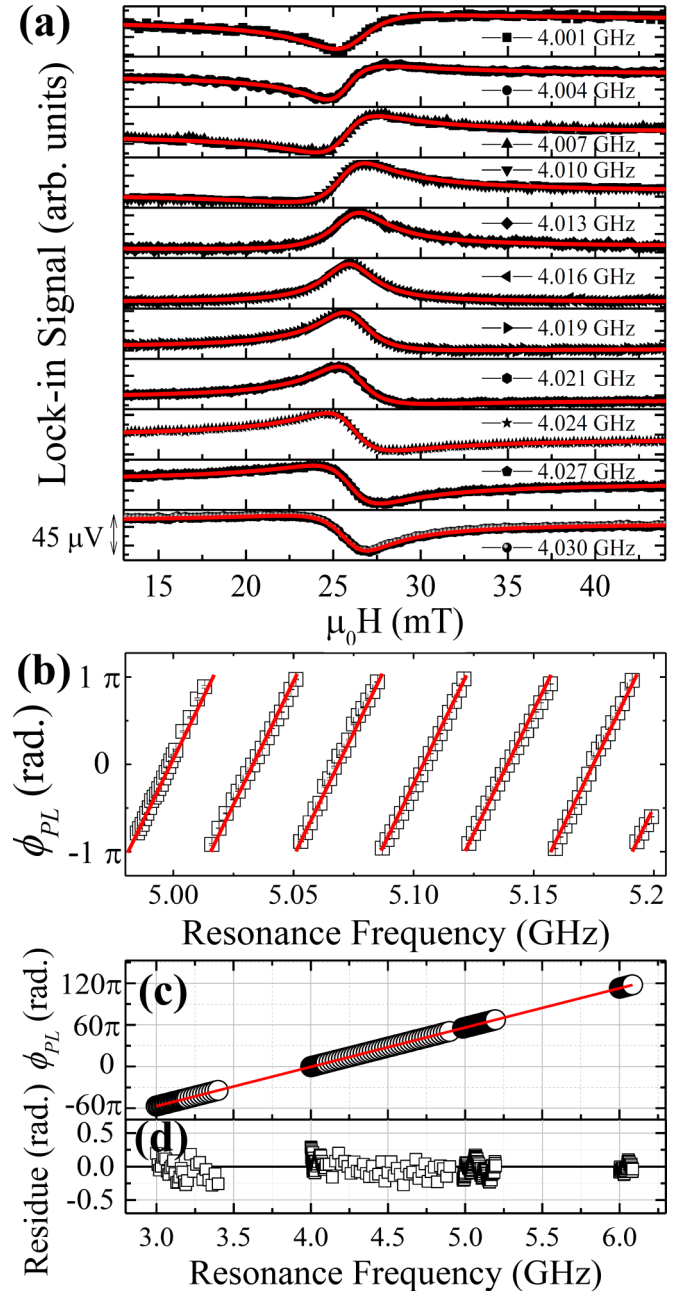 (a)
4.001 GHz
4.004 GHz
4.007 GHz
4.010 GHz
4.013 GHz
4.016 GHz
4.019 GHz
4.021 GHz
4.024 GHz
4.027 GHz
4.030 GHz
Lock-in Signal (arb. units)
45 μV
15 20 25 30 35 40
μ₀H (mT)
(b)
1 π
0
-1 π
ϕ_PL (rad.)
5.00 5.05 5.10 5.15 5.2
Resonance Frequency (GHz)
(c)
120π
60π
0
-60π
ϕ_PL (rad.)
(d)
0.5
0.0
-0.5
Residue (rad.)
3.0 3.5 4.0 4.5 5.0 5.5 6.0
Resonance Frequency (GHz)